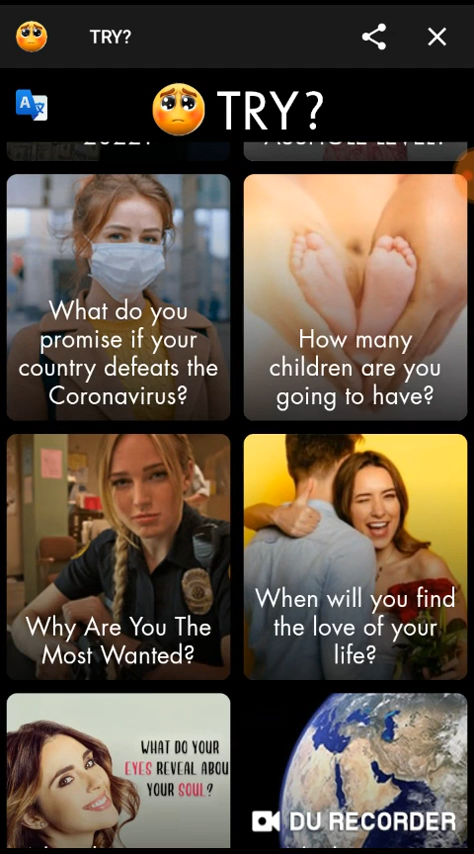 TRY?
TRY?
2022?
What do you
promise if your
country defeats the
Coronavirus?
How many
children are you
going to have?
Why Are You The
Most Wanted?
When will you find
the love of your
life?
WHAT DO YOUR
EYES REVEAL ABOU
YOUR SOUL?
DU RECORDER